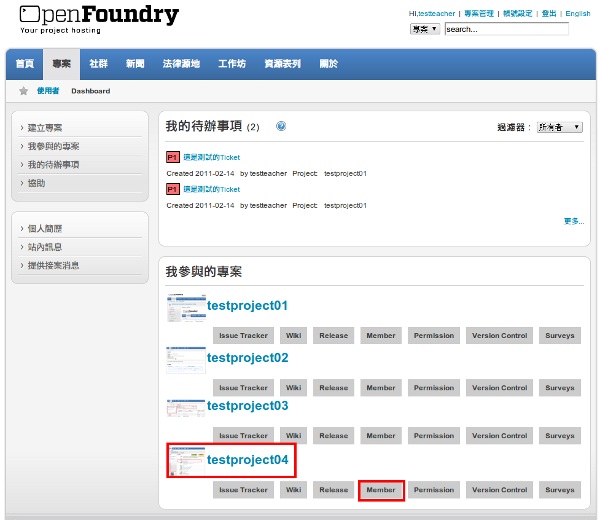 OpenFoundry
Your project hosting
Hi,testteacher | 專案管理 | 帳號設定 | 登出 | English
專案 search...
首頁 專案 社群 新聞 法律源地 工作坊 資源表列 關於
使用者 Dashboard
建立專案
我參與的專案
我的待辦事項
協助
個人簡歷
站內訊息
提供接案消息
我的待辦事項 (2)
過濾器： 所有者
P1 這是測試的Ticket
Created 2011-02-14 by testteacher Project: testproject01
P1 這是測試的Ticket
Created 2011-02-14 by testteacher Project: testproject01
更多...
我參與的專案
testproject01
Issue Tracker Wiki Release Member Permission Version Control Surveys
testproject02
Issue Tracker Wiki Release Member Permission Version Control Surveys
testproject03
Issue Tracker Wiki Release Member Permission Version Control Surveys
testproject04
Issue Tracker Wiki Release Member Permission Version Control Surveys